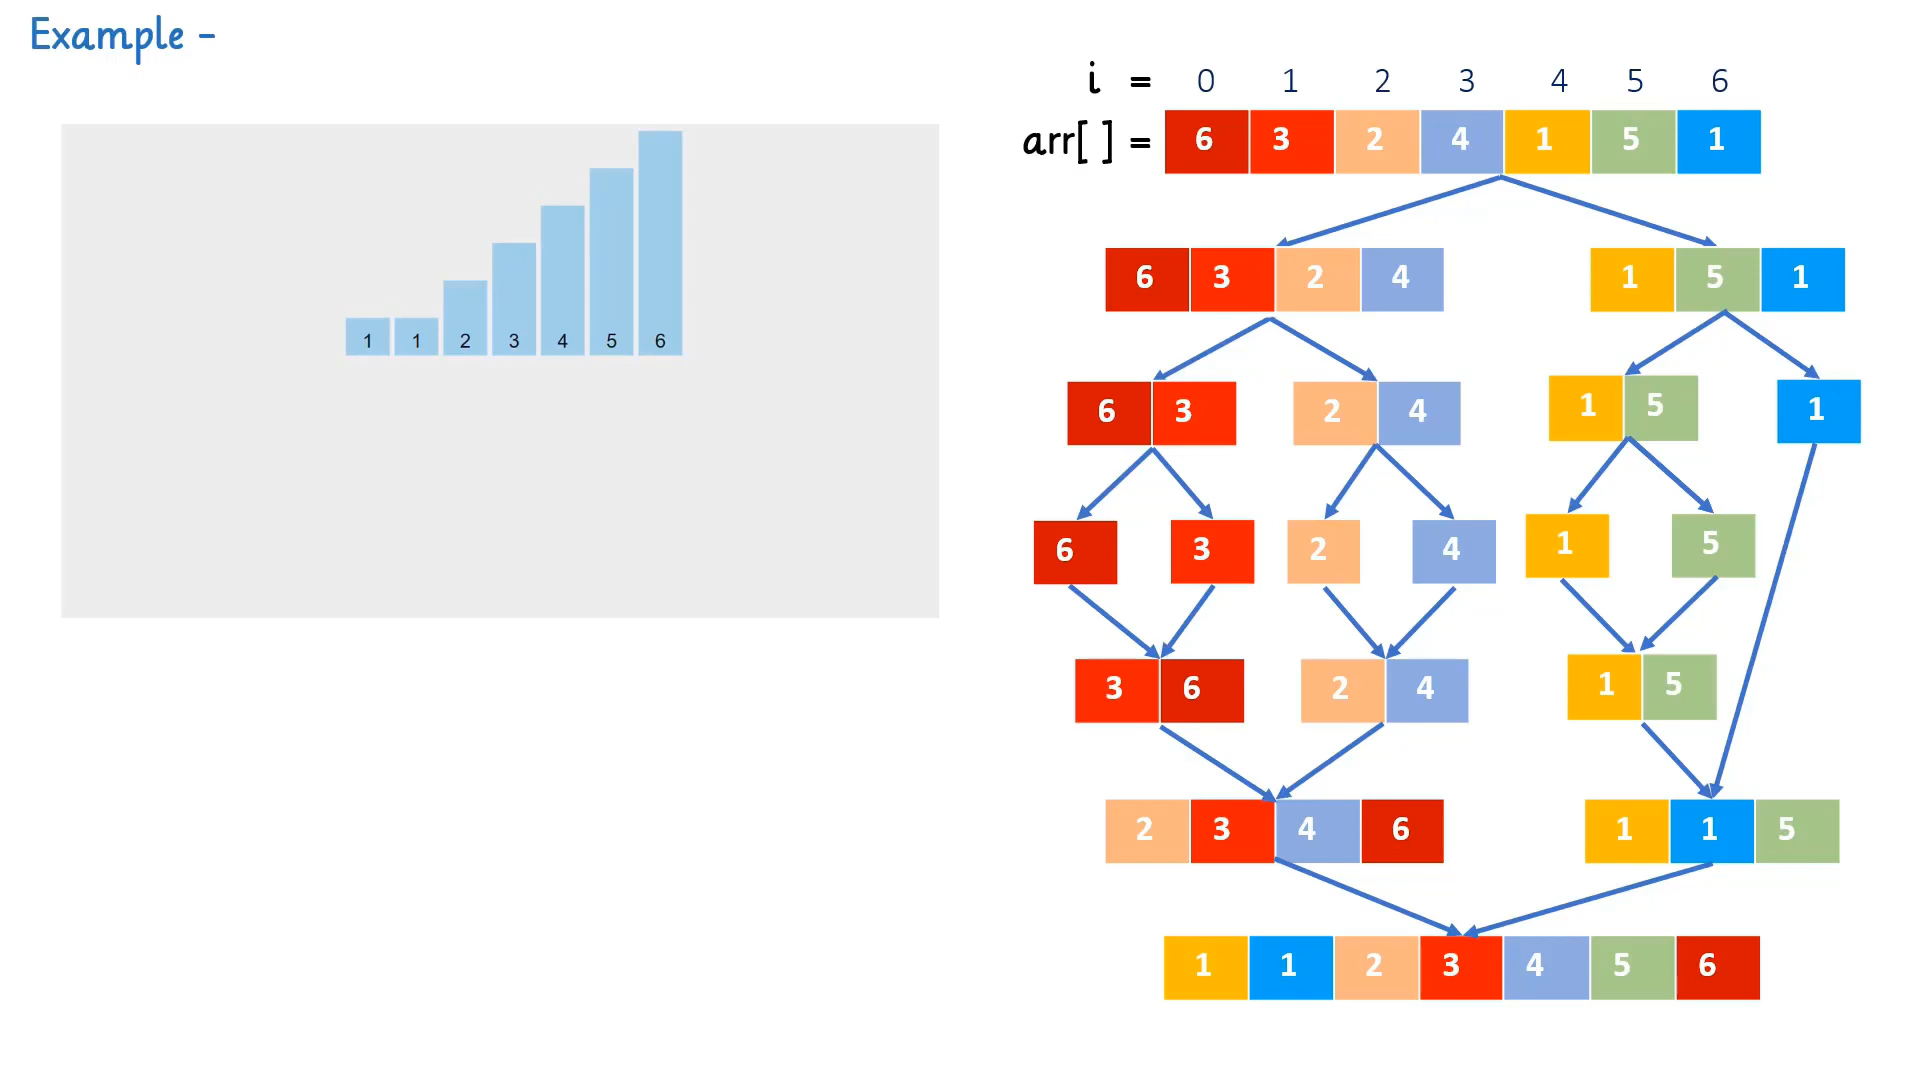 Example -
i = 0 1 2 3 4 5 6
arr[ ] = 6 3 2 4 1 5 1
1 1 2 3 4 5 6
6 3 2 4 1 5 1
6 3 2 4 1 5 1
6 3 2 4 1 5
3 6 2 4 1 5
2 3 4 6 1 1 5
1 1 2 3 4 5 6